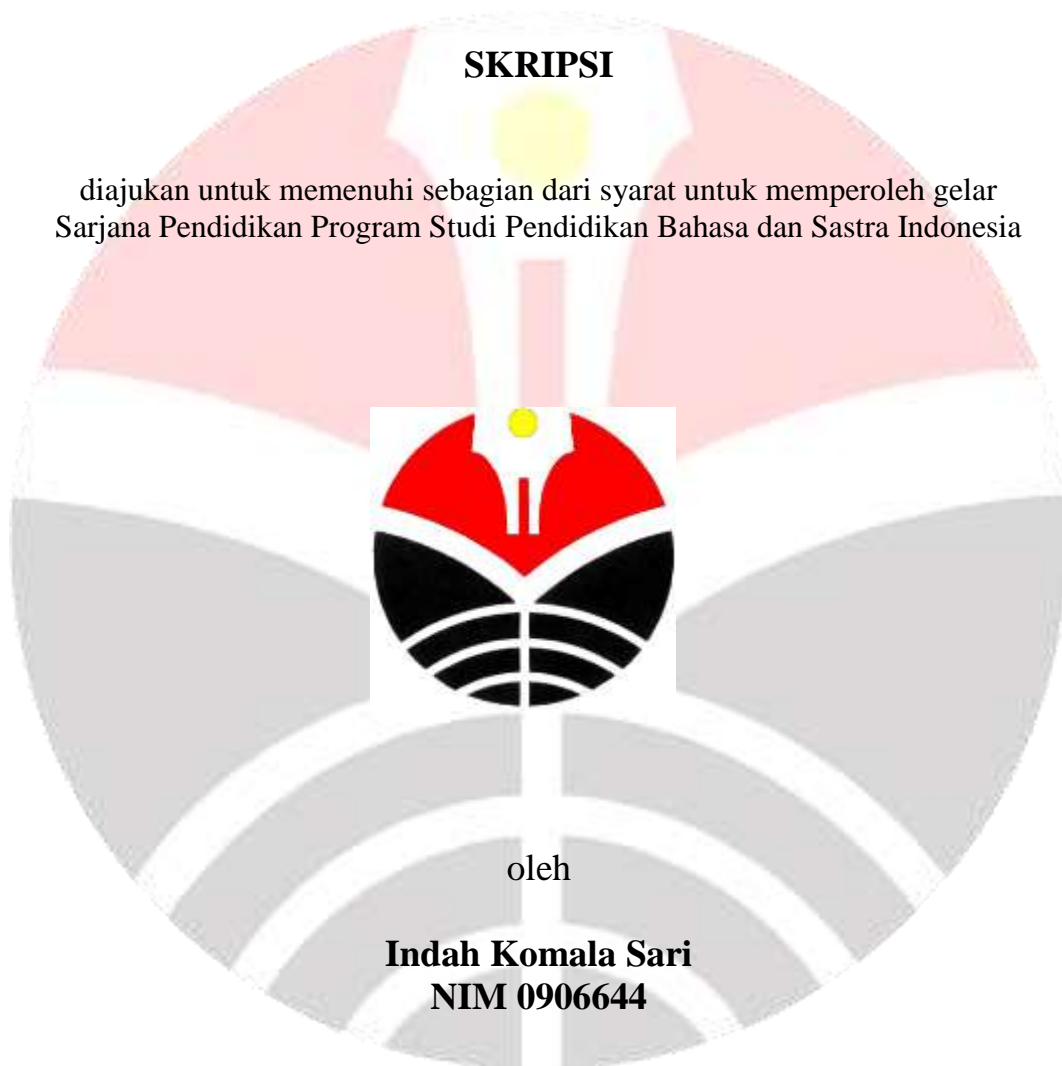 SKRIPSI
diajukan untuk memenuhi sebagian dari syarat untuk memperoleh gelar
Sarjana Pendidikan Program Studi Pendidikan Bahasa dan Sastra Indonesia
oleh
Indah Komala Sari
NIM 0906644